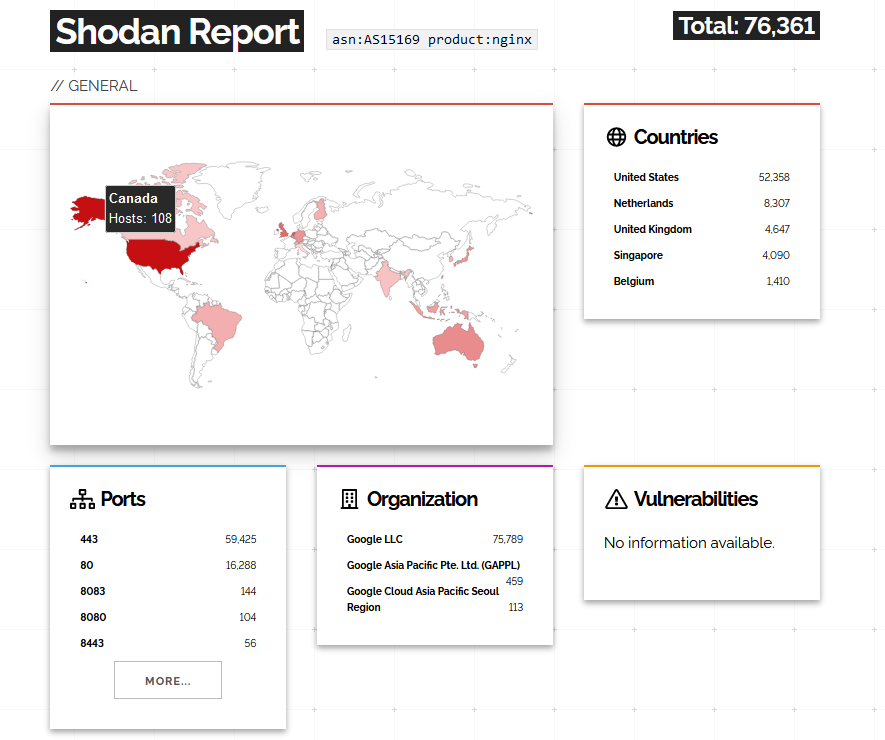 Shodan Report
asn:AS15169 product:nginx
Total: 76,361
// GENERAL
Canada
Hosts: 108
Countries
United States 52,358
Netherlands 8,307
United Kingdom 4,647
Singapore 4,090
Belgium 1,410
Ports
443 59,425
80 16,288
8083 144
8080 104
8443 56
MORE...
Organization
Google LLC 75,789
Google Asia Pacific Pte. Ltd. (GAPPL)
459
Google Cloud Asia Pacific Seoul
Region 113
Vulnerabilities
No information available.